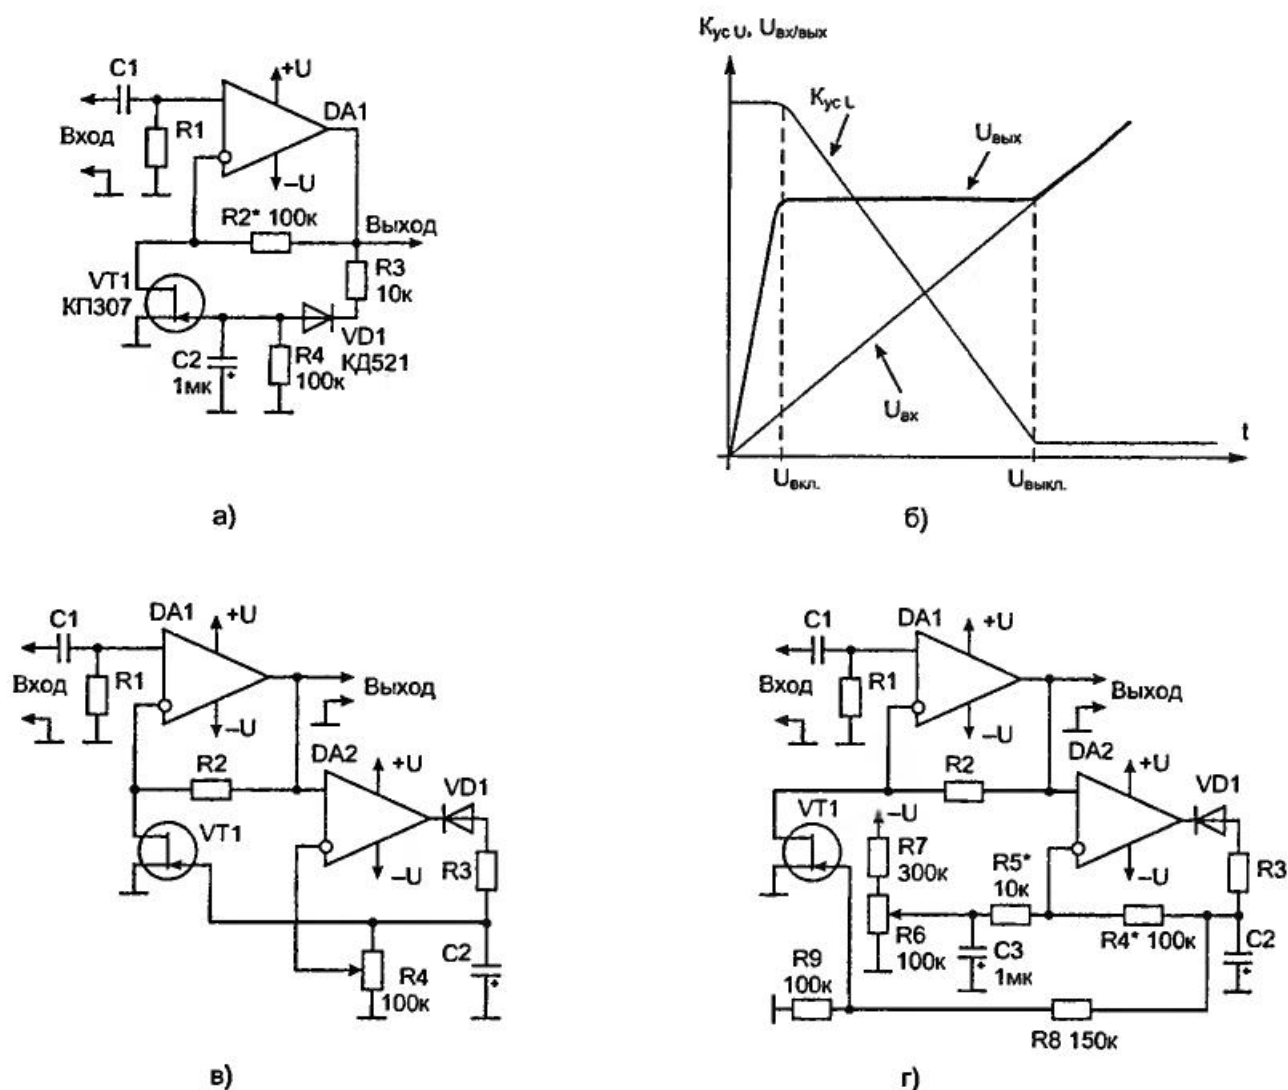 C1
+U
DA1
Вход
R1
–U
R2* 100к
Выход
VT1
КП307
R3
10к
C2
1мк
+
R4
100к
VD1
КД521
а)
Kус U, Uвх/вых
Kус U
Uвых
Uвх
t
Uвкл.
Uвыкл.
б)
C1
DA1
+U
Вход
R1
Выход
–U
R2
DA2
+U
VD1
VT1
–U
R3
R4
100к
C2
+
в)
C1
DA1
+U
Вход
R1
Выход
–U
R2
DA2
+U
VD1
VT1
–U
R7
300к
R5*
10к
–U
R3
R6
100к
C3
1мк
+
R4* 100к
C2
+
R9
100к
R8 150к
г)